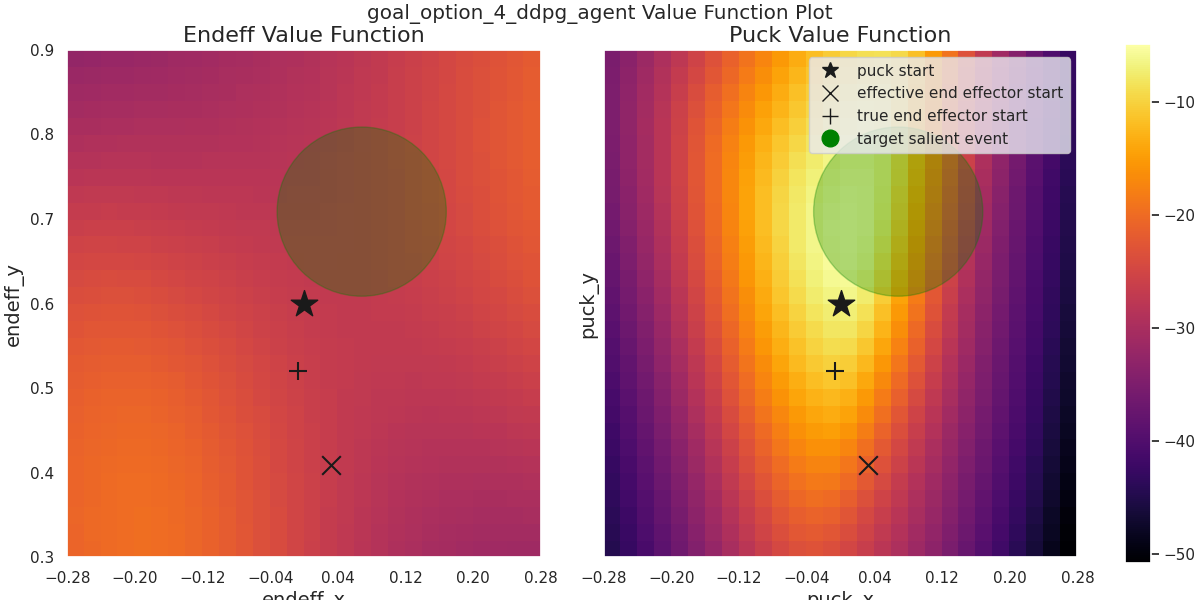 goal_option_4_ddpg_agent Value Function Plot
Endeff Value Function
Puck Value Function
puck start
effective end effector start
true end effector start
target salient event
endeff_y
0.9
0.8
0.7
0.6
0.5
0.4
0.3
−0.28 −0.20 −0.12 −0.04 0.04 0.12 0.20 0.28
endeff_x
puck_y
−0.28 −0.20 −0.12 −0.04 0.04 0.12 0.20 0.28
puck_x
−10
−20
−30
−40
−50